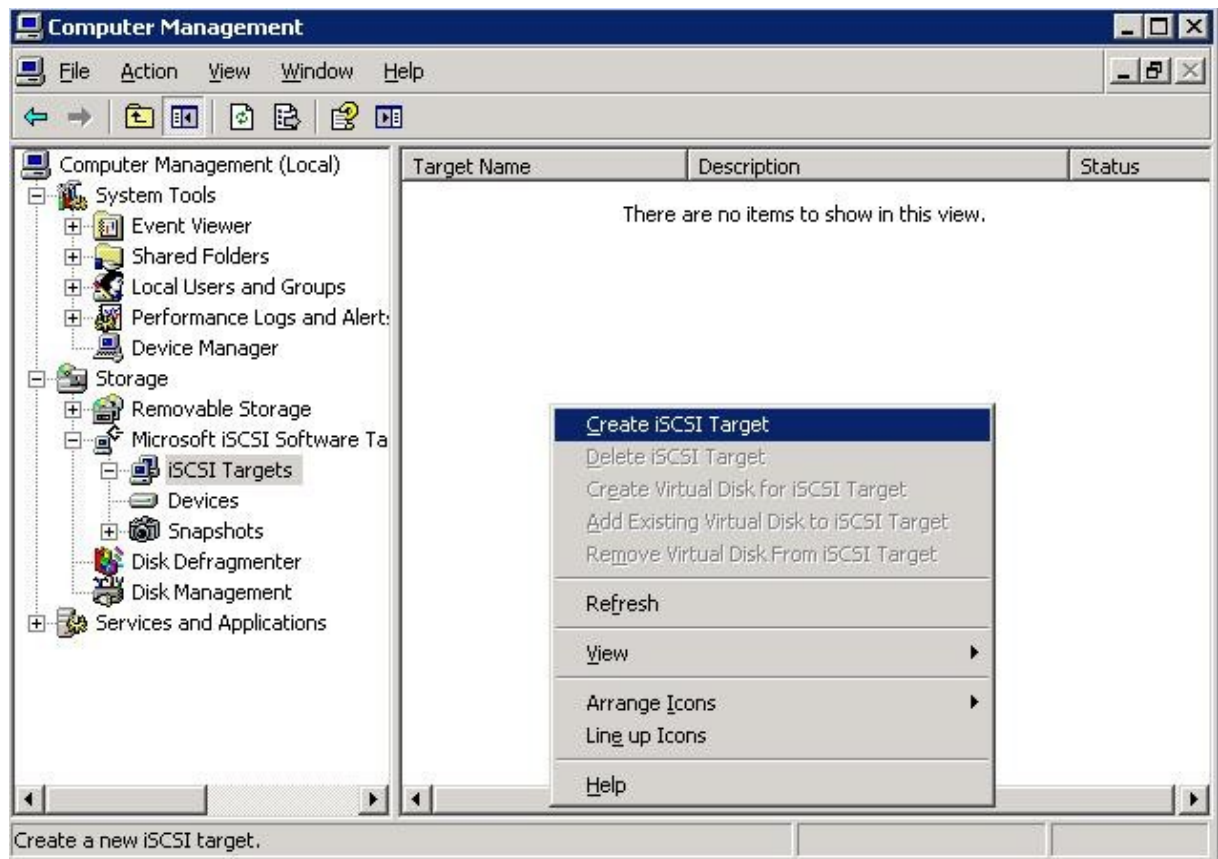 Computer Management
File Action View Window Help
Computer Management (Local)
System Tools
Event Viewer
Shared Folders
Local Users and Groups
Performance Logs and Alert
Device Manager
Storage
Removable Storage
Microsoft iSCSI Software Ta
iSCSI Targets
Devices
Snapshots
Disk Defragmenter
Disk Management
Services and Applications
Target Name Description Status
There are no items to show in this view.
Create iSCSI Target
Delete iSCSI Target
Create Virtual Disk for iSCSI Target
Add Existing Virtual Disk to iSCSI Target
Remove Virtual Disk From iSCSI Target
Refresh
View
Arrange Icons
Line up Icons
Help
Create a new iSCSI target.